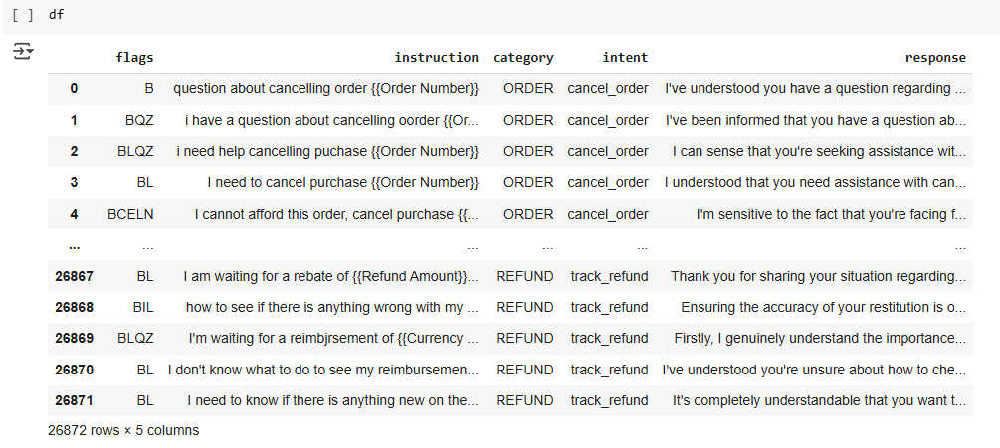 [ ] df
flags instruction category intent response
0 B question about cancelling order {{Order Number}} ORDER cancel_order I've understood you have a question regarding ...
1 BQZ i have a question about cancelling oorder {{Or... ORDER cancel_order I've been informed that you have a question ab...
2 BLQZ i need help cancelling puchase {{Order Number}} ORDER cancel_order I can sense that you're seeking assistance wit...
3 BL I need to cancel purchase {{Order Number}} ORDER cancel_order I understood that you need assistance with can...
4 BCELN I cannot afford this order, cancel purchase {{... ORDER cancel_order I'm sensitive to the fact that you're facing f...
... ... ... ... ... ...
26867 BL I am waiting for a rebate of {{Refund Amount}}... REFUND track_refund Thank you for sharing your situation regarding...
26868 BIL how to see if there is anything wrong with my ... REFUND track_refund Ensuring the accuracy of your restitution is o...
26869 BLQZ I'm waiting for a reimbjrsement of {{Currency ... REFUND track_refund Firstly, I genuinely understand the importance...
26870 BL I don't know what to do to see my reimbursemen... REFUND track_refund I've understood you're unsure about how to che...
26871 BL I need to know if there is anything new on the... REFUND track_refund It's completely understandable that you want t...
26872 rows × 5 columns